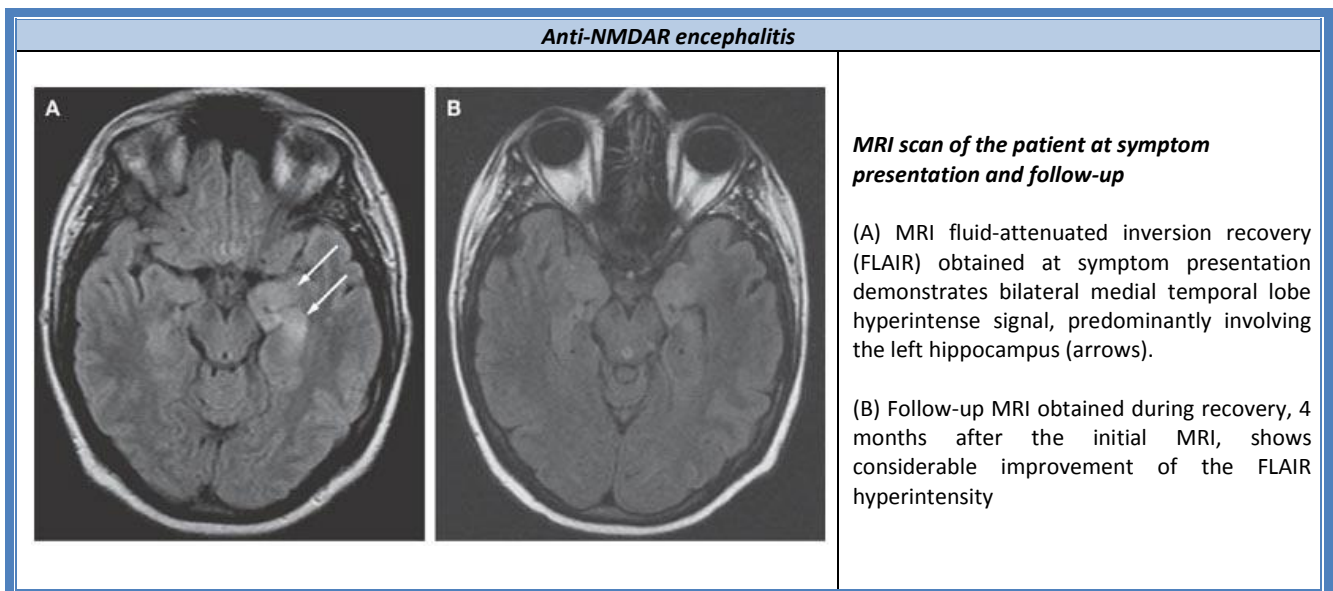 Anti-NMDAR encephalitis
A
B
MRI scan of the patient at symptom
presentation and follow-up
(A) MRI fluid-attenuated inversion recovery
(FLAIR) obtained at symptom presentation
demonstrates bilateral medial temporal lobe
hyperintense signal, predominantly involving
the left hippocampus (arrows).
(B) Follow-up MRI obtained during recovery, 4
months after the initial MRI, shows
considerable improvement of the FLAIR
hyperintensity